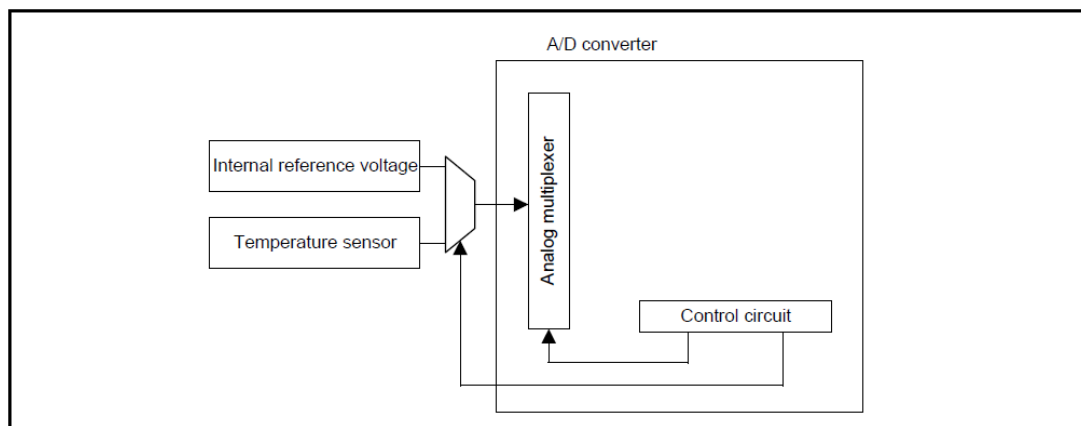 A/D converter
Internal reference voltage
Temperature sensor
Analog multiplexer
Control circuit